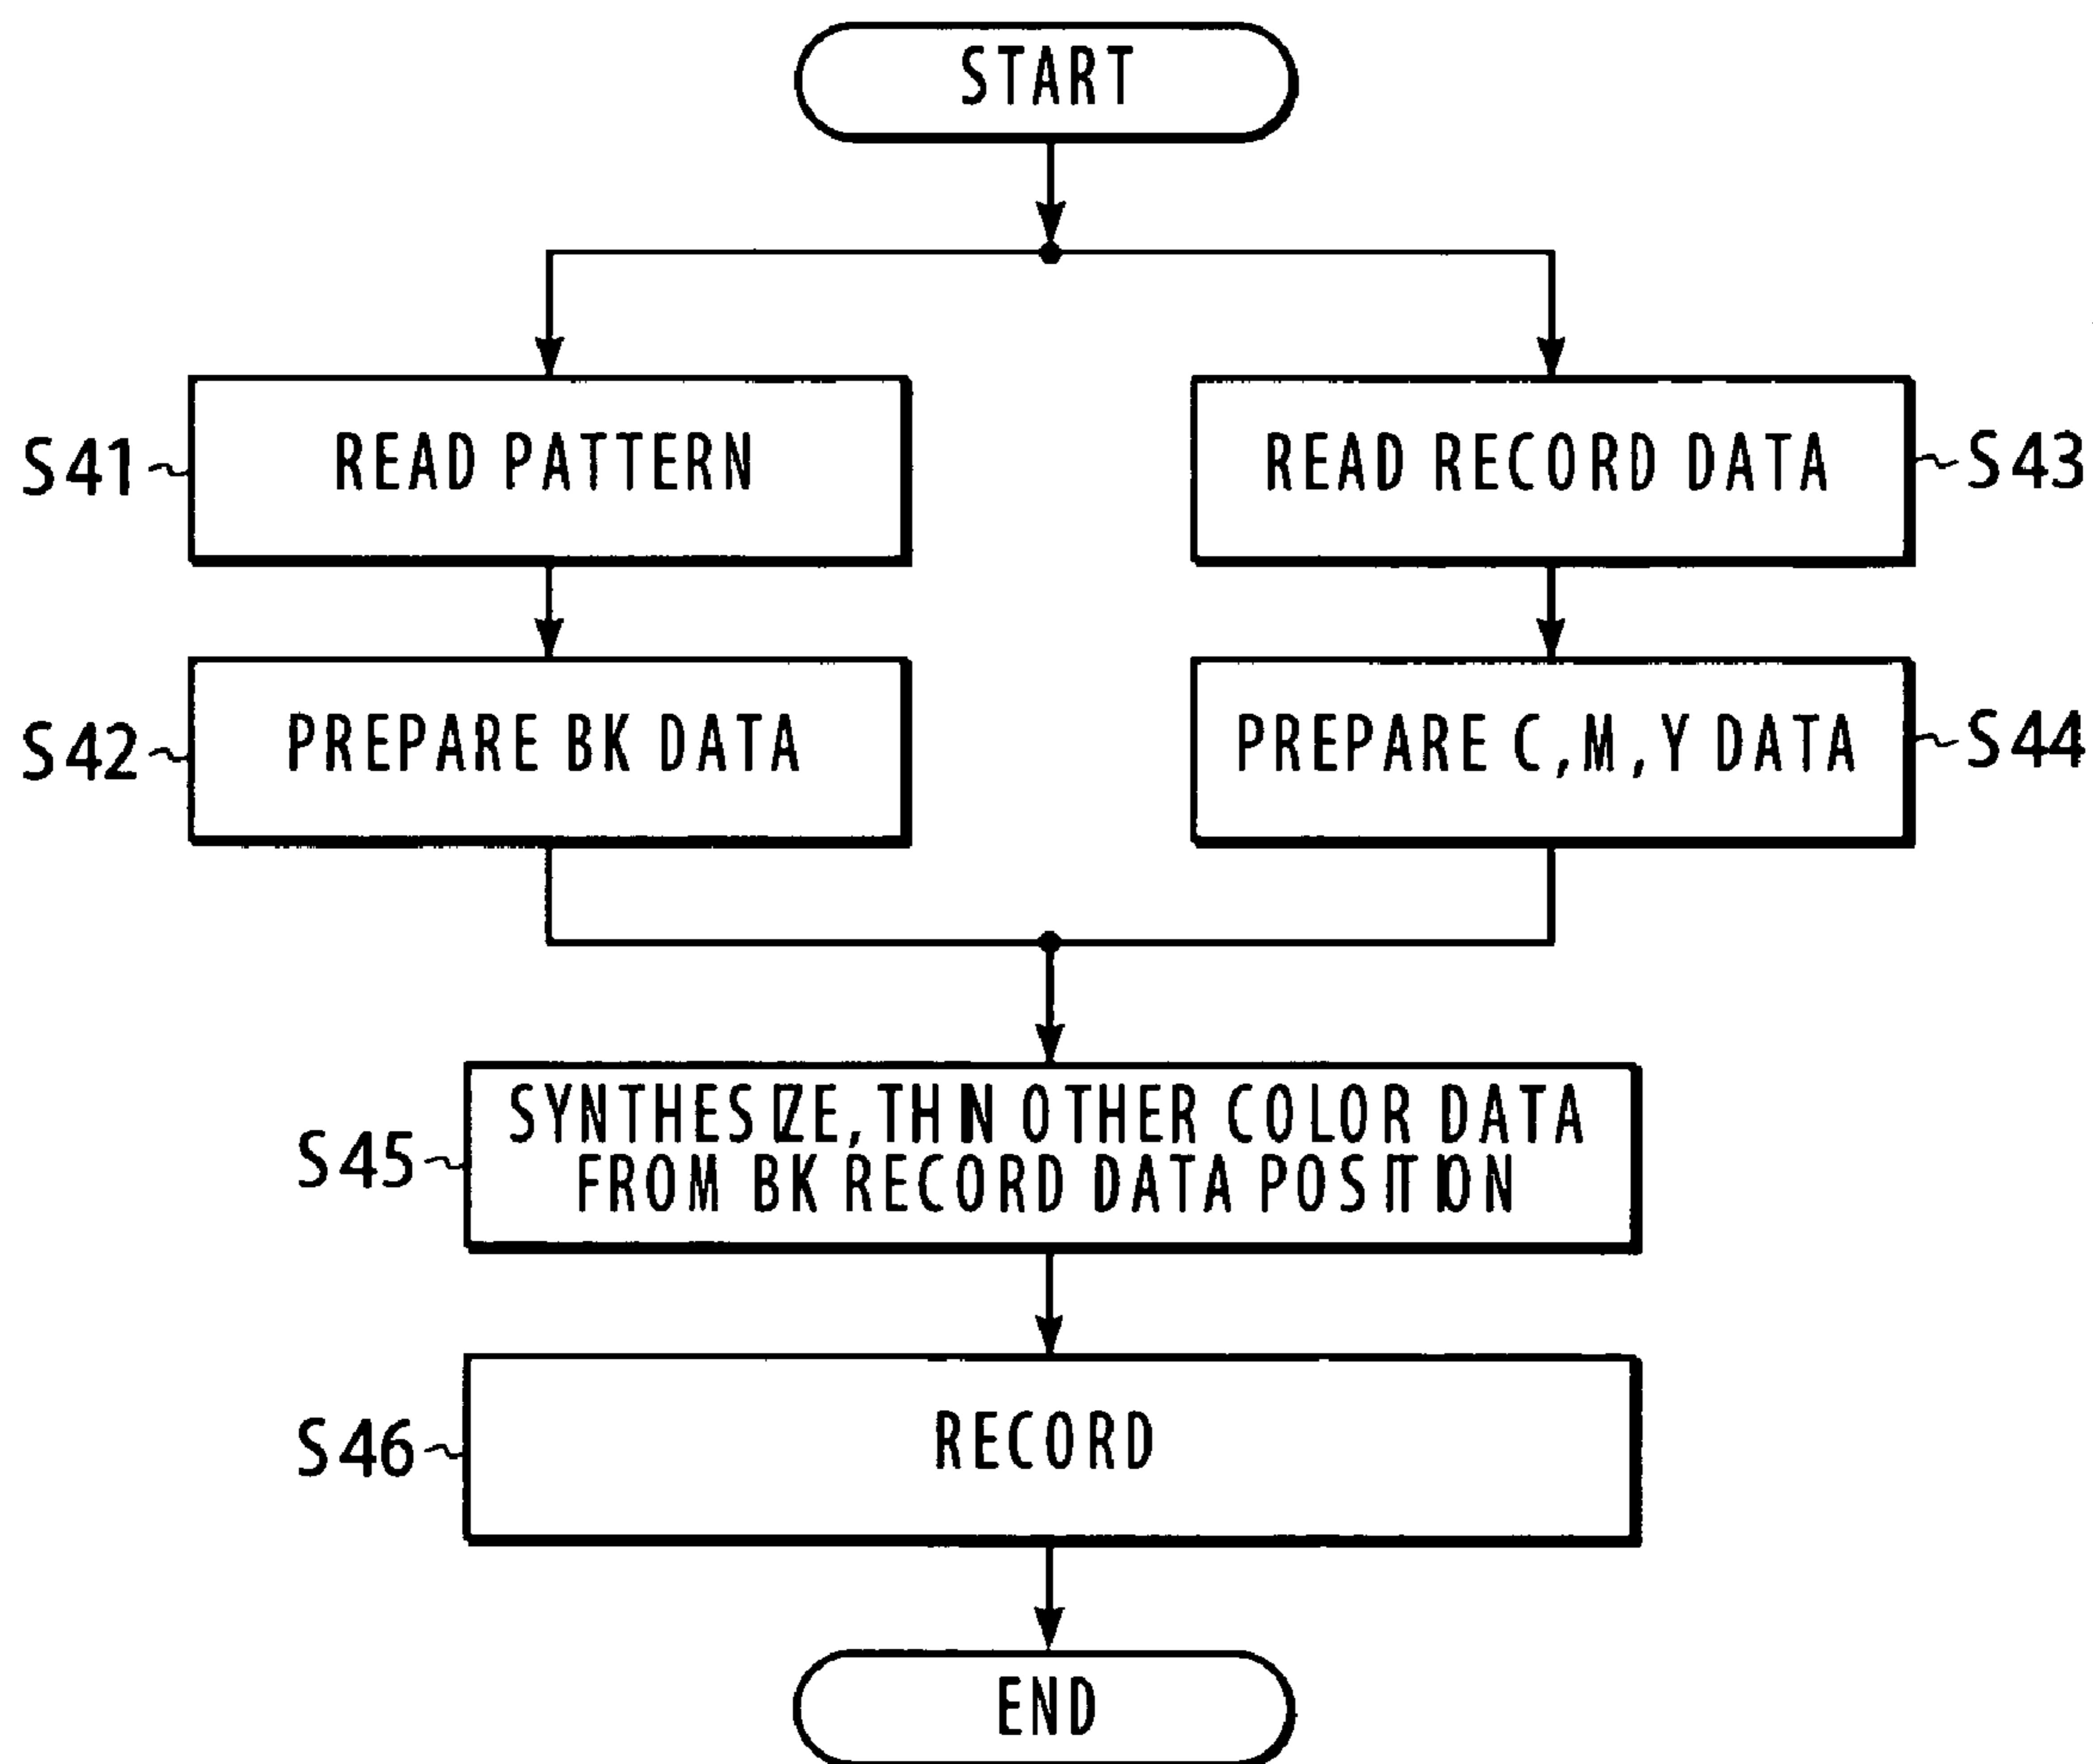 START
S41
READ PATTERN
READ RECORD DATA
S43
S42
PREPARE BK DATA
PREPARE C,M,Y DATA
S44
S45
SYNTHESIZE, THIN OTHER COLOR DATA
FROM BK RECORD DATA POSITION
S46
RECORD
END